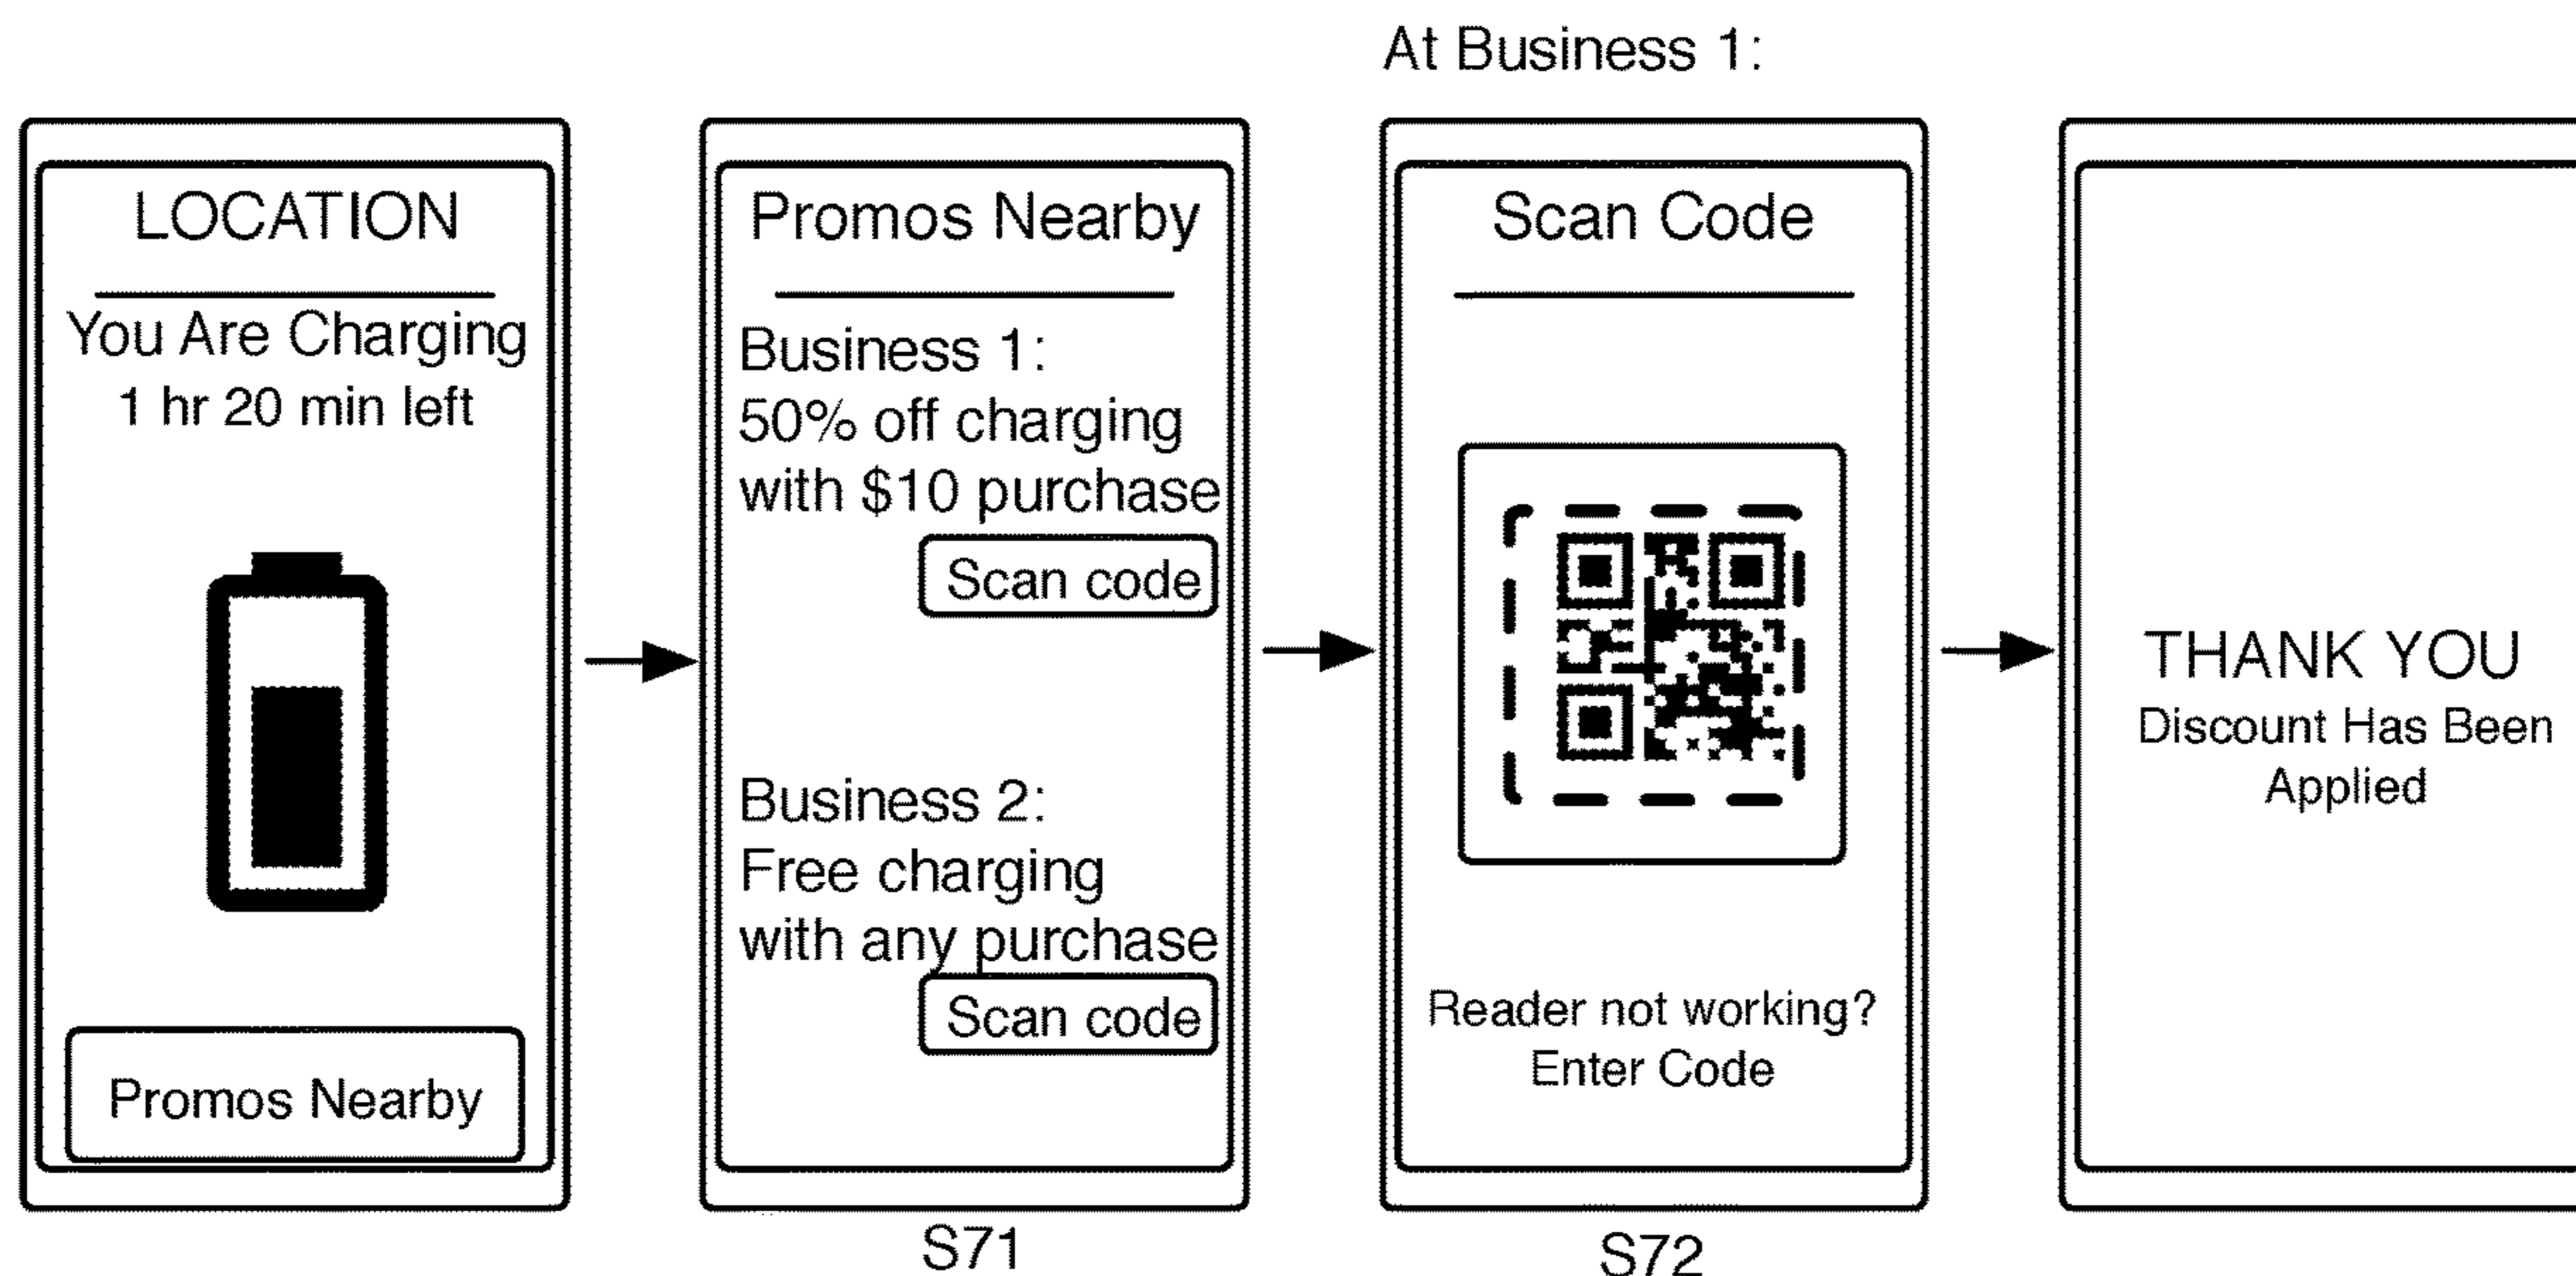 At Business 1:
LOCATION
You Are Charging
1 hr 20 min left
Promos Nearby
Promos Nearby
Business 1:
50% off charging
with $10 purchase
Scan code
Business 2:
Free charging
with any purchase
Scan code
S71
Scan Code
Reader not working?
Enter Code
S72
THANK YOU
Discount Has Been
Applied